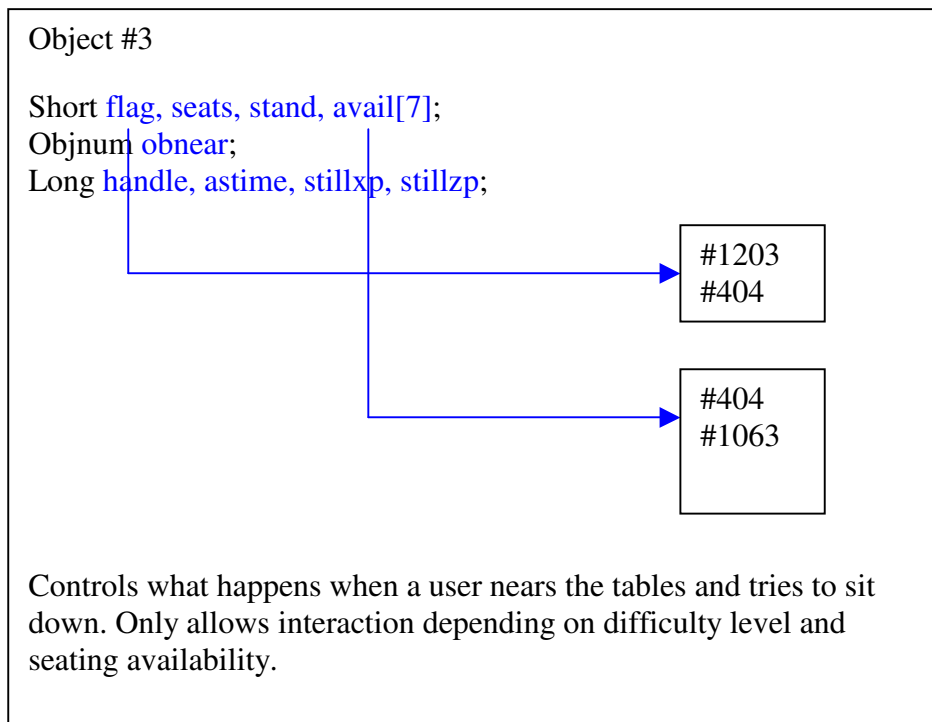 Object #3
Short flag, seats, stand, avail[7];
Objnum obnear;
Long handle, astime, stillxp, stillzp;
#1203
#404
#404
#1063
Controls what happens when a user nears the tables and tries to sit
down. Only allows interaction depending on difficulty level and
seating availability.